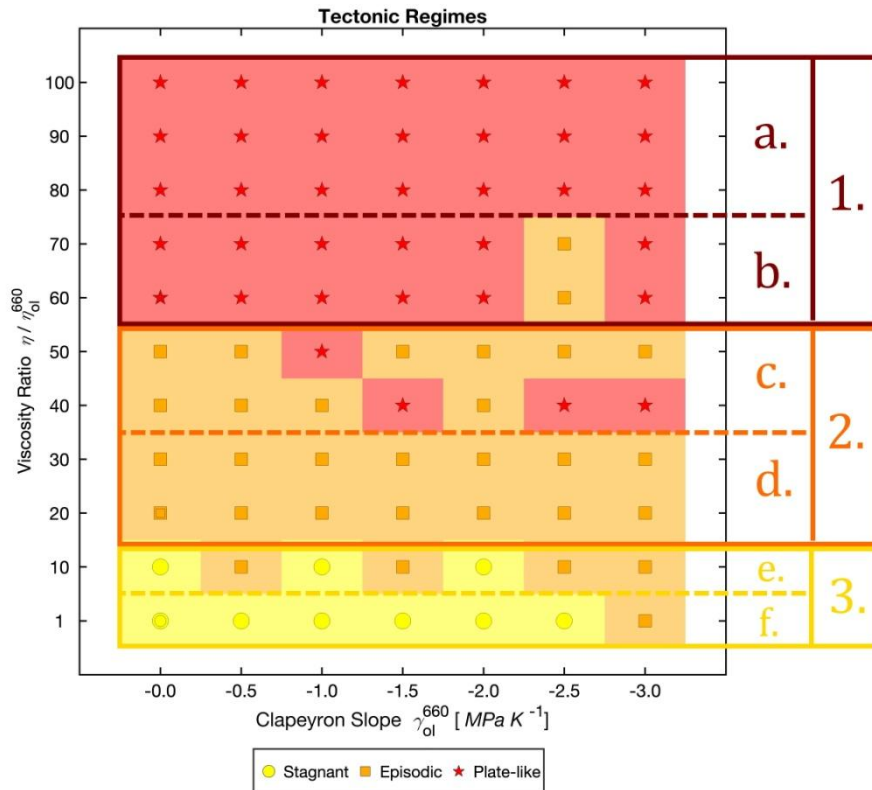 Tectonic Regimes
100
90
80
70
60
50
40
30
20
10
1
Viscosity Ratio η / η_ol^660
a.
b.
1.
c.
d.
2.
e.
f.
3.
-0.0 -0.5 -1.0 -1.5 -2.0 -2.5 -3.0
Clapeyron Slope γ_ol^660 [ MPa K^-1 ]
Stagnant Episodic Plate-like